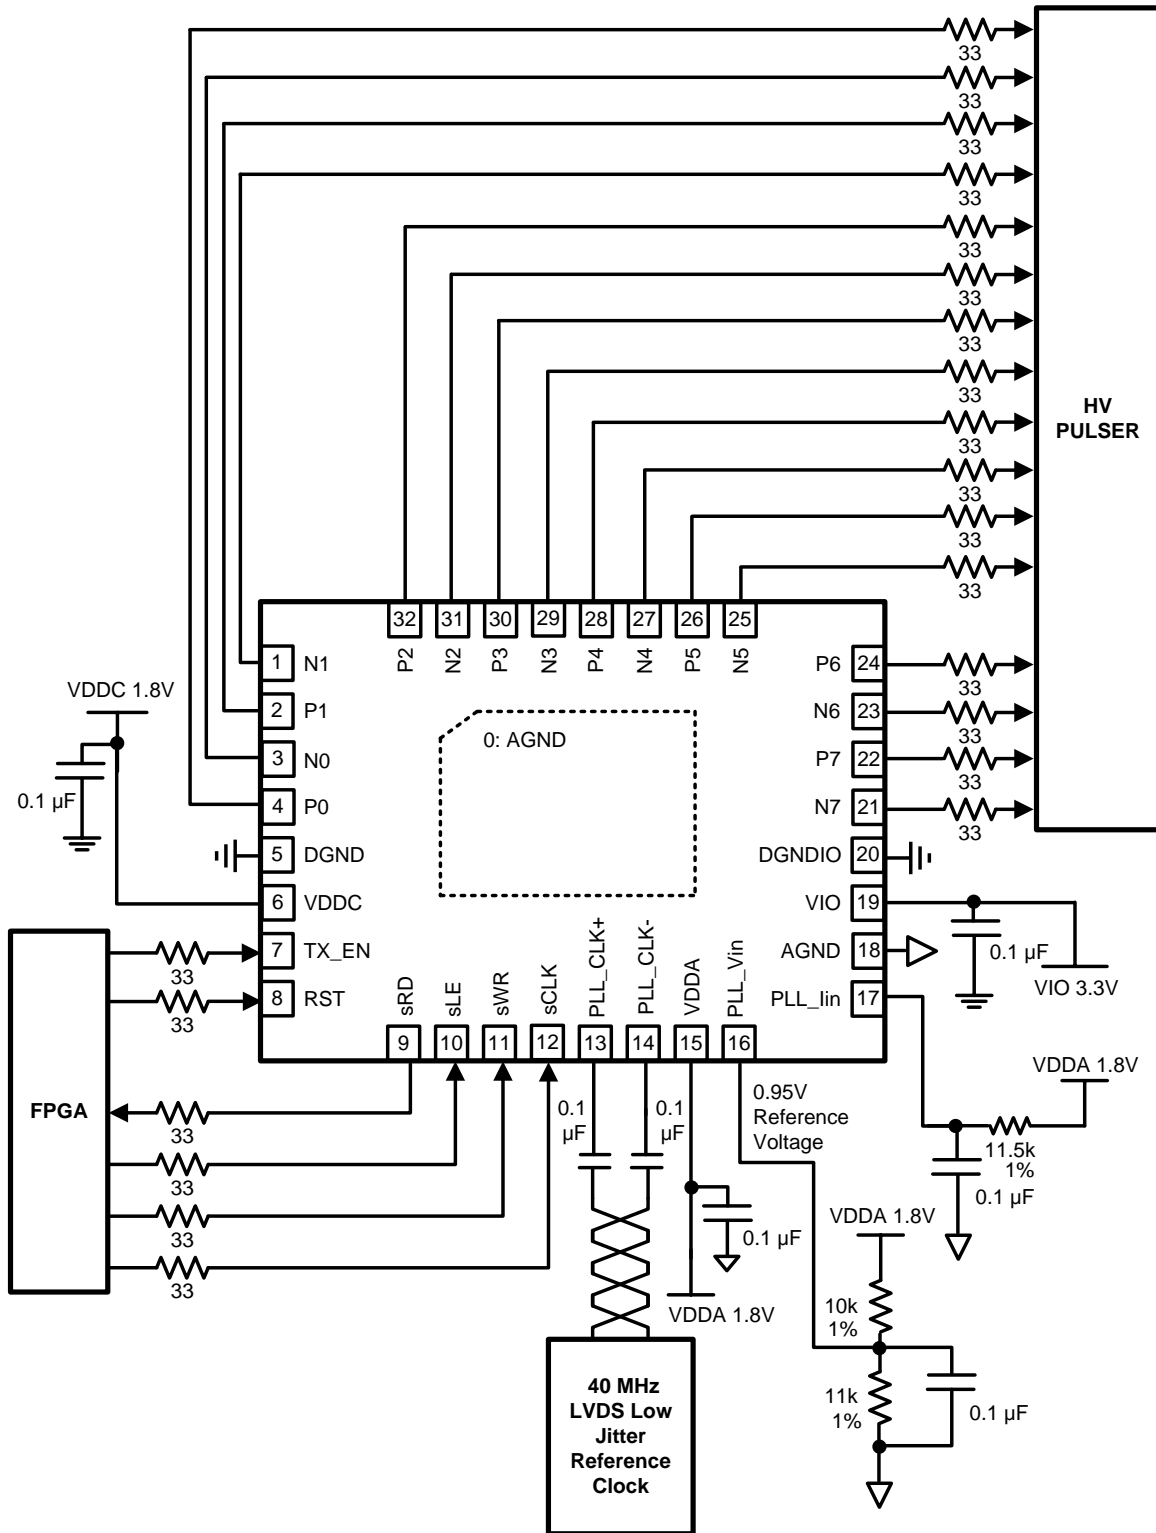 33
33
33
33
33
33
33
33
HV
PULSER
33
33
33
33
32
31
30
29
28
27
26
25
P2
N2
P3
N3
P4
N4
P5
N5
1
N1
2
P1
3
N0
4
P0
5
DGND
6
VDDC
7
TX_EN
8
RST
VDDC 1.8V
0.1 µF
0: AGND
P6
24
33
N6
23
33
P7
22
33
N7
21
33
DGNDIO
20
VIO
19
AGND
18
PLL_Iin
17
0.1 µF
VIO 3.3V
33
33
sRD
sLE
sWR
sCLK
PLL_CLK+
PLL_CLK-
VDDA
PLL_Vin
9
10
11
12
13
14
15
16
FPGA
33
33
33
33
0.1
µF
0.1
µF
0.95V
Reference
Voltage
VDDA 1.8V
11.5k
1%
0.1 µF
0.1 µF
VDDA 1.8V
VDDA 1.8V
10k
1%
11k
1%
0.1 µF
40 MHz
LVDS Low
Jitter
Reference
Clock